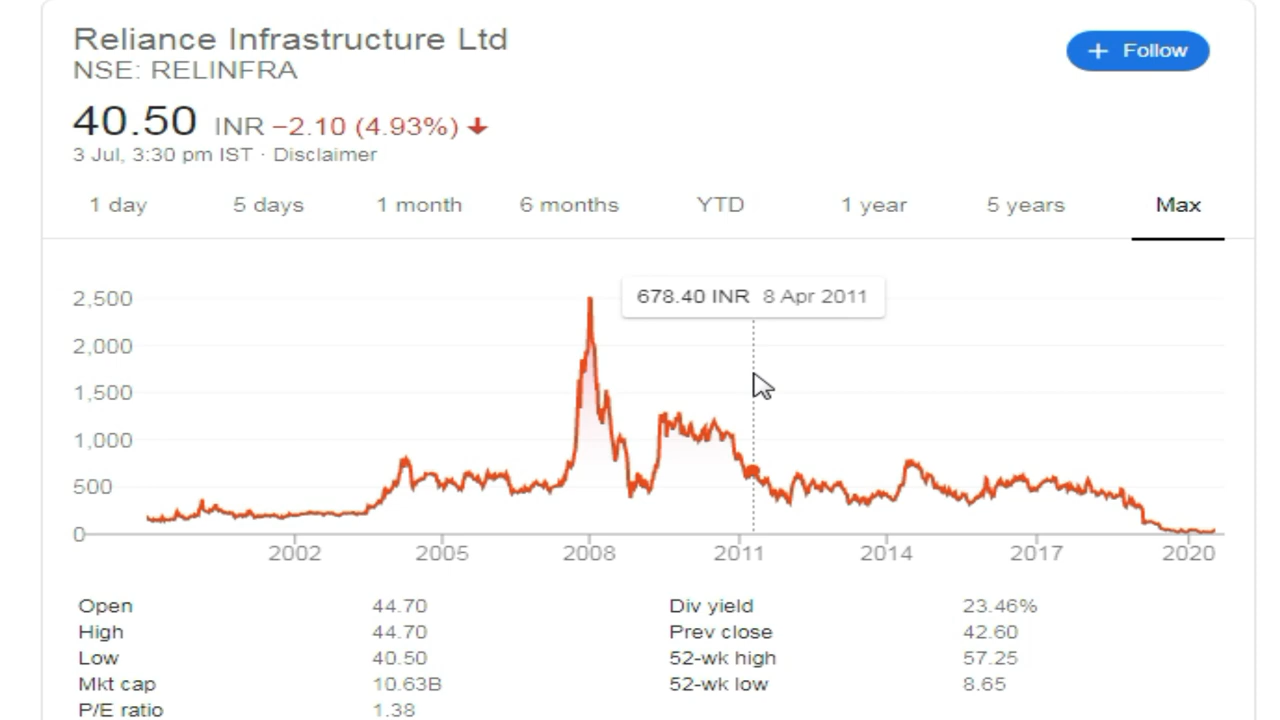 Reliance Infrastructure Ltd
NSE: RELINFRA
+ Follow
40.50 INR −2.10 (4.93%)
3 Jul, 3:30 pm IST · Disclaimer
1 day 5 days 1 month 6 months YTD 1 year 5 years Max
678.40 INR 8 Apr 2011
2,500
2,000
1,500
1,000
500
0
2002 2005 2008 2011 2014 2017 2020
Open 44.70 Div yield 23.46%
High 44.70 Prev close 42.60
Low 40.50 52-wk high 57.25
Mkt cap 10.63B 52-wk low 8.65
P/E ratio 1.38